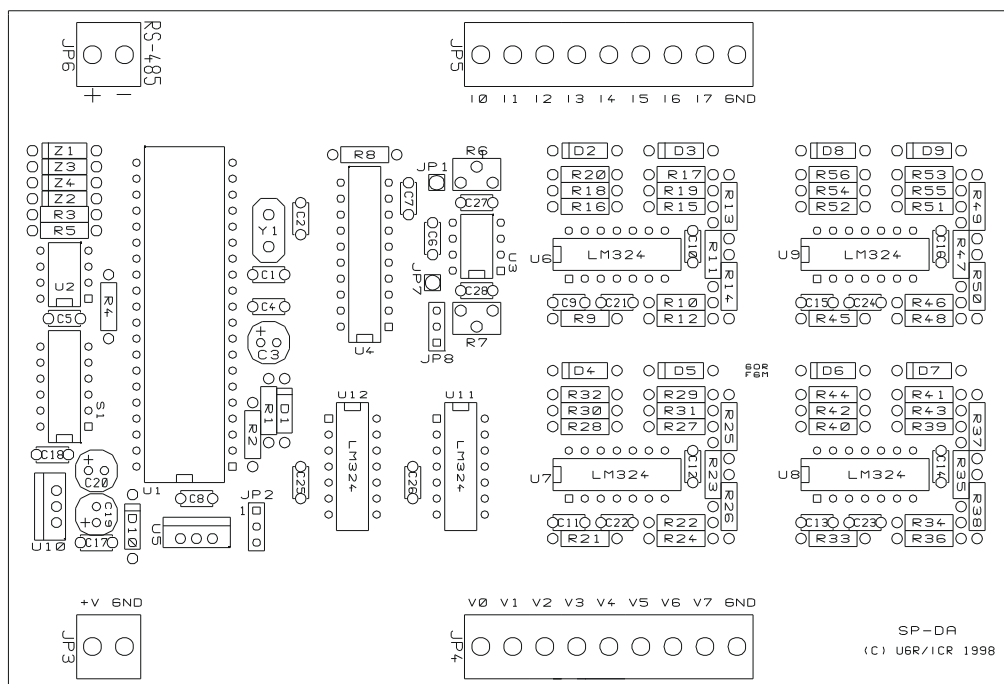 RS-485
JP6
+ -
JP5
I0 I1 I2 I3 I4 I5 I6 I7 GND
Z1
Z3
Z4
Z2
R3
R5
U2
R4
C5
S1
C18
C20
C19
U10
C17
D10
U1
Y1
C2
C1
C4
C3
R1
D1
R2
C8
U5
JP2
1
C25
R8
U4
JP1
C7
C6
JP7
JP8
R6
C27
U3
C28
R7
U12
LM324
C26
U11
LM324
D2 D3
R20 R17
R18 R19
R16 R15
R13
U6 LM324
C10
R11
R14
C9 C21 R10
R9 R12
D8 D9
R56 R53
R54 R55
R52 R51
R49
U9 LM324
C16
R47
R50
C15 C24 R46
R45 R48
D4 D5
R32 R29
R30 R31
R28 R27
R25
U7 LM324
C12
R23
R26
C11 C22 R22
R21 R24
GOR
FGM
D6 D7
R44 R41
R42 R43
R40 R39
R37
U8 LM324
C14
R35
R38
C13 C23 R34
R33 R36
+V GND
JP3
V0 V1 V2 V3 V4 V5 V6 V7 GND
JP4
SP-DA
(C) UGR/ICR 1998